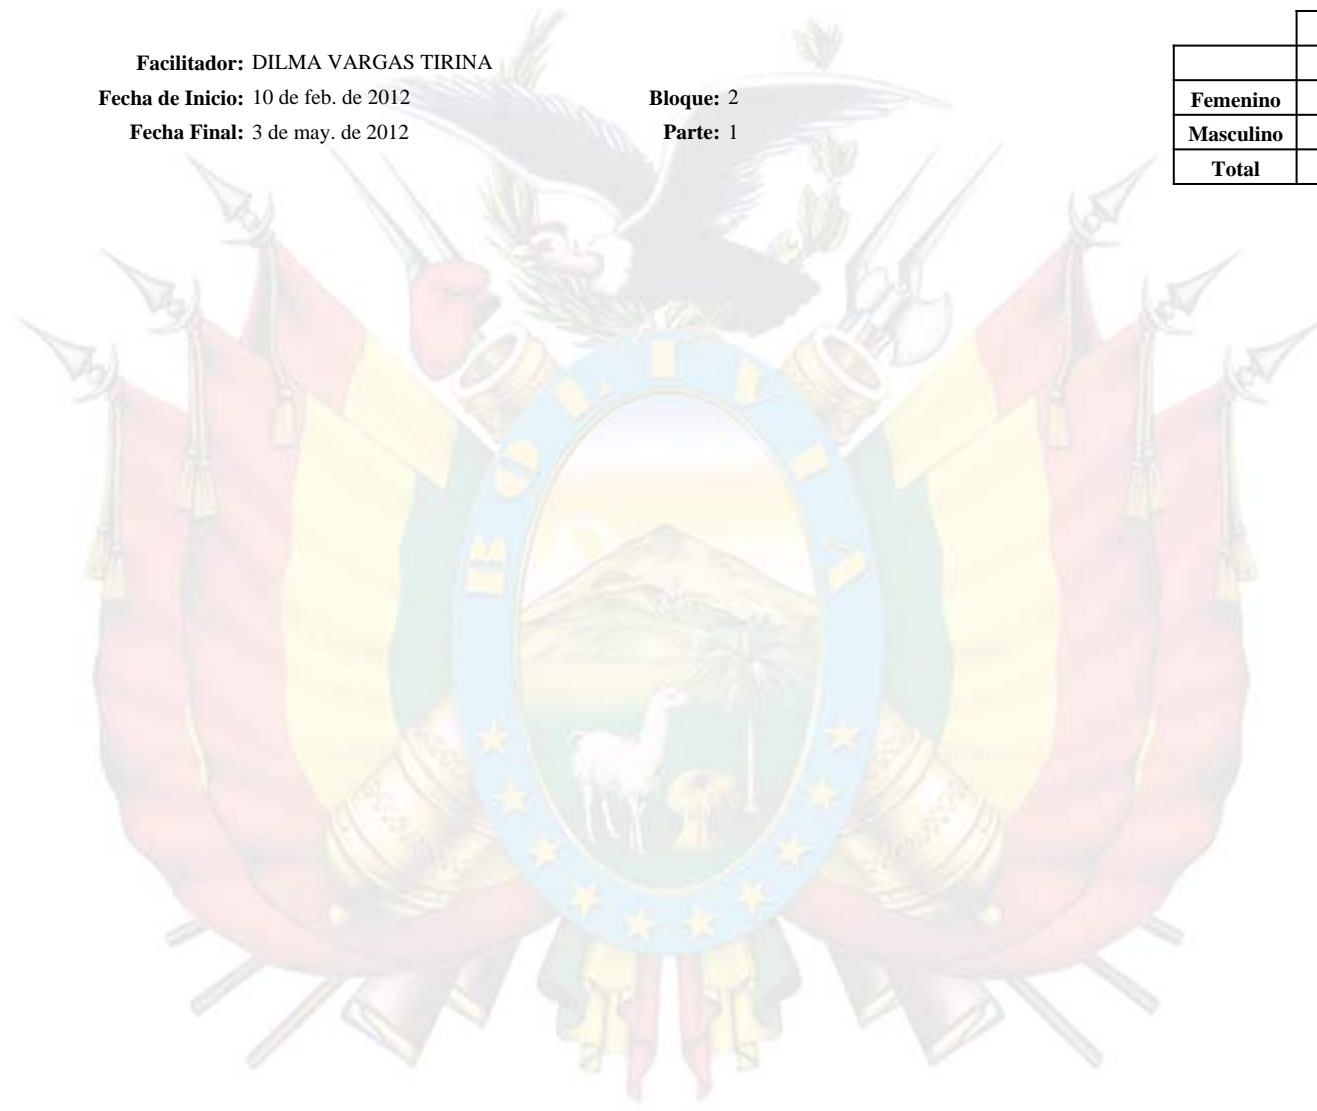 Facilitador: DILMA VARGAS TIRINA
Fecha de Inicio: 10 de feb. de 2012 Bloque: 2
Fecha Final: 3 de may. de 2012 Parte: 1
Femenino
Masculino
Total
BOLIVIA